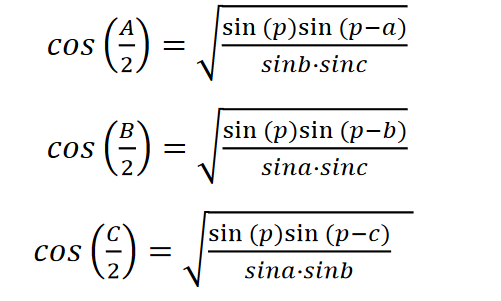 cos (A/2) = √(sin (p)sin (p−a) / sinb·sinc)
cos (B/2) = √(sin (p)sin (p−b) / sina·sinc)
cos (C/2) = √(sin (p)sin (p−c) / sina·sinb)